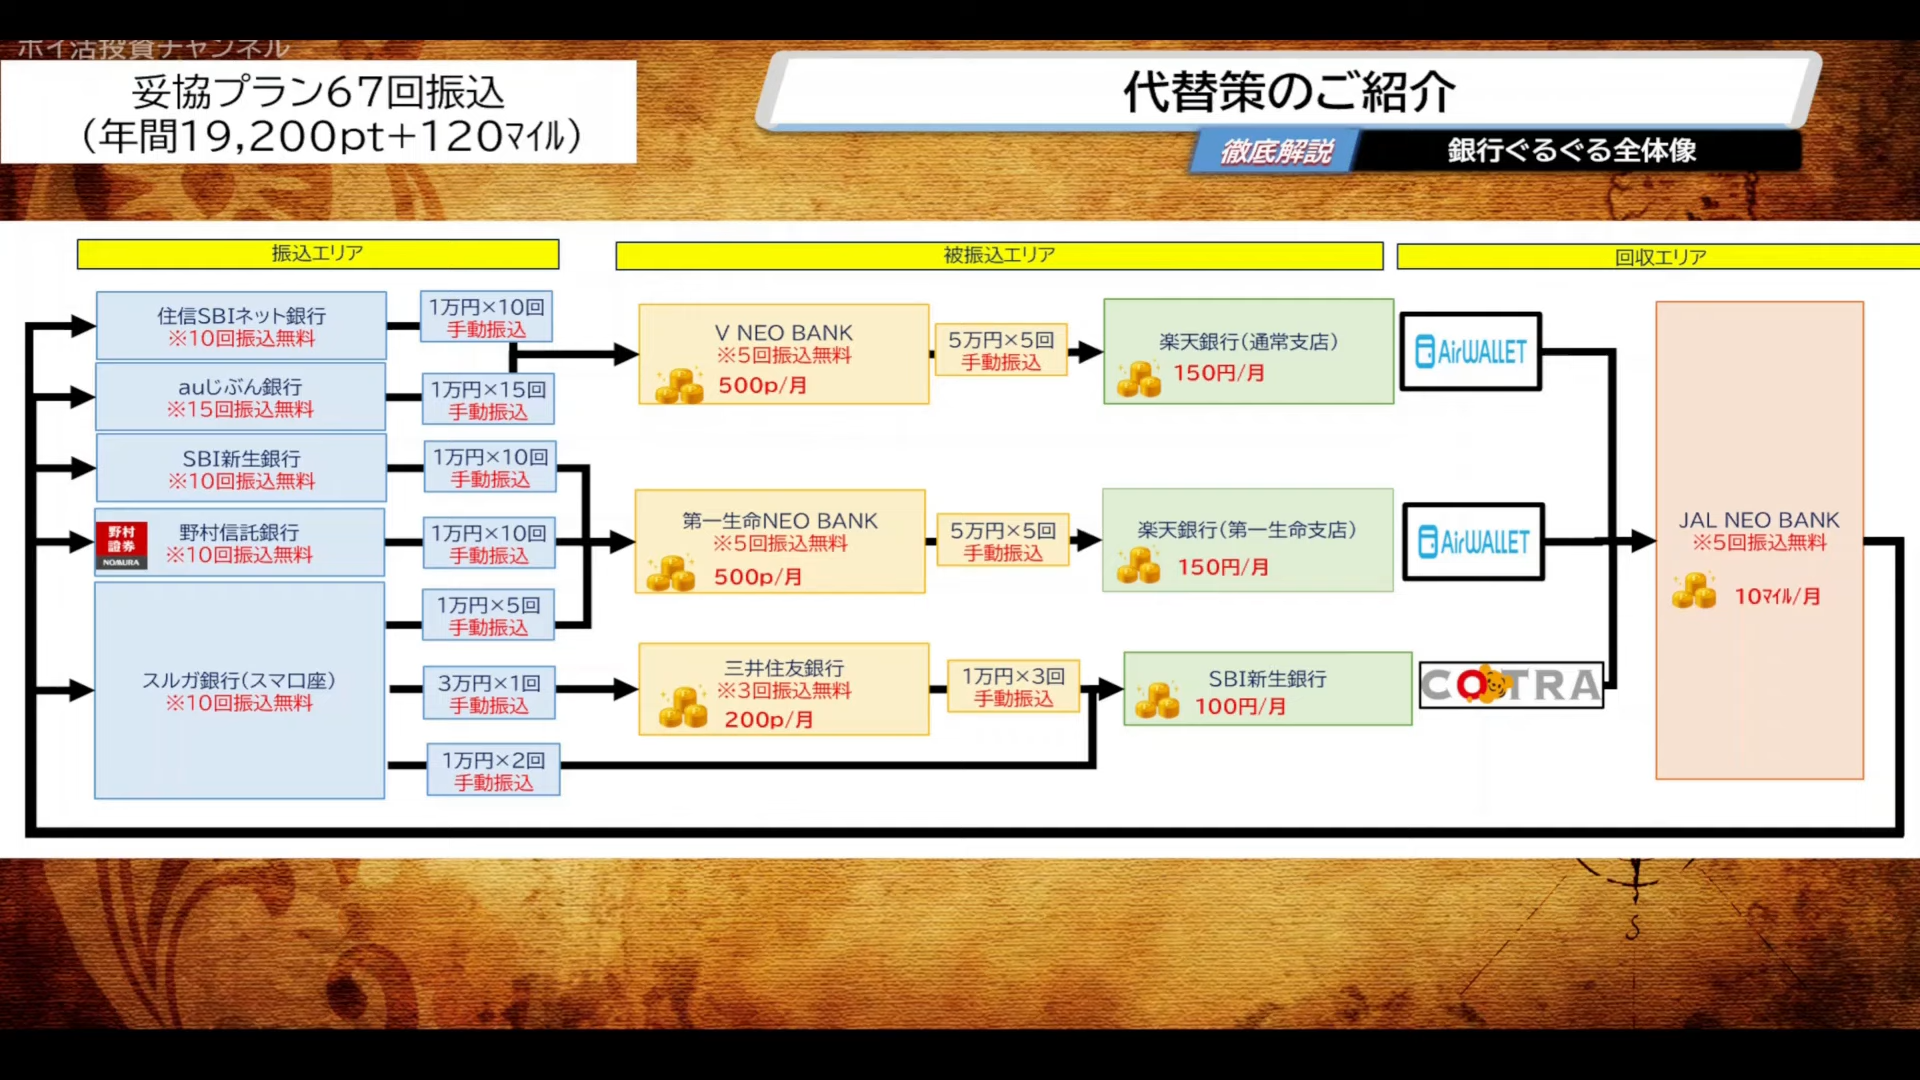 ポイ活投資チャンネル
妥協プラン67回振込
(年間19,200pt+120ﾏｲﾙ)
代替策のご紹介
徹底解説
銀行ぐるぐる全体像
振込エリア
被振込エリア
回収エリア
住信SBIネット銀行
※10回振込無料
1万円×10回
手動振込
auじぶん銀行
※15回振込無料
1万円×15回
手動振込
SBI新生銀行
※10回振込無料
1万円×10回
手動振込
野村
證券
NOMURA
野村信託銀行
※10回振込無料
1万円×10回
手動振込
スルガ銀行(スマ口座)
※10回振込無料
1万円×5回
手動振込
3万円×1回
手動振込
1万円×2回
手動振込
V NEO BANK
※5回振込無料
500p/月
5万円×5回
手動振込
楽天銀行(通常支店)
150円/月
AirWALLET
第一生命NEO BANK
※5回振込無料
500p/月
5万円×5回
手動振込
楽天銀行(第一生命支店)
150円/月
AirWALLET
三井住友銀行
※3回振込無料
200p/月
1万円×3回
手動振込
SBI新生銀行
100円/月
COTRA
JAL NEO BANK
※5回振込無料
10ﾏｲﾙ/月